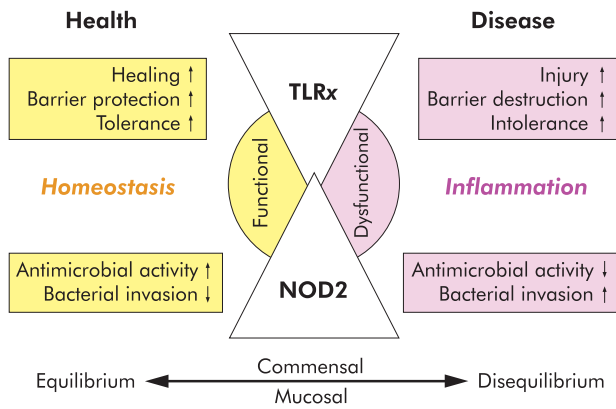 Health
Disease
Healing ↑
Barrier protection ↑
Tolerance ↑
TLRx
Injury ↑
Barrier destruction ↑
Intolerance ↑
Homeostasis
Functional
Dysfunctional
Inflammation
Antimicrobial activity ↑
Bacterial invasion ↓
NOD2
Antimicrobial activity ↓
Bacterial invasion ↑
Equilibrium
Commensal
Mucosal
Disequilibrium